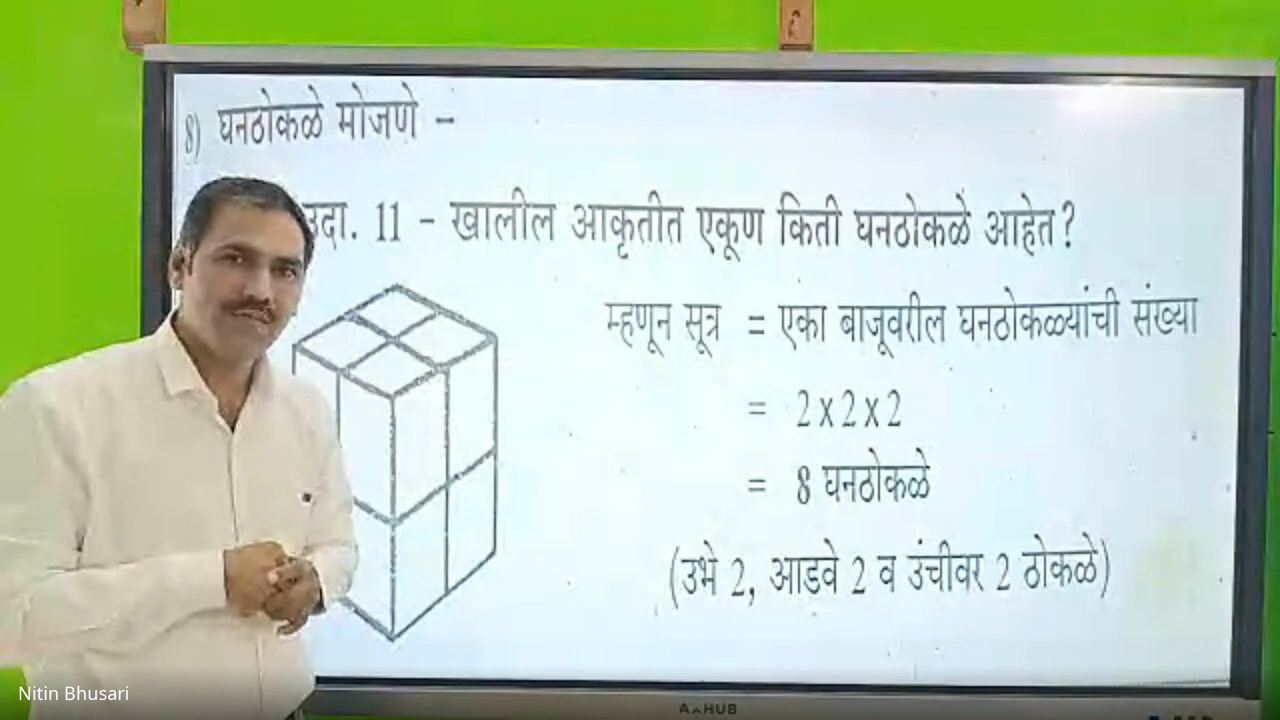 8) घनठोकळे मोजणे -
उदा. 11 - खालील आकृतीत एकूण किती घनठोकळे आहेत?
म्हणून सूत्र = एका बाजूवरील घनठोकळ्यांची संख्या
= 2 x 2 x 2
= 8 घनठोकळे
(उभे 2, आडवे 2 व उंचीवर 2 ठोकळे)
Nitin Bhusari